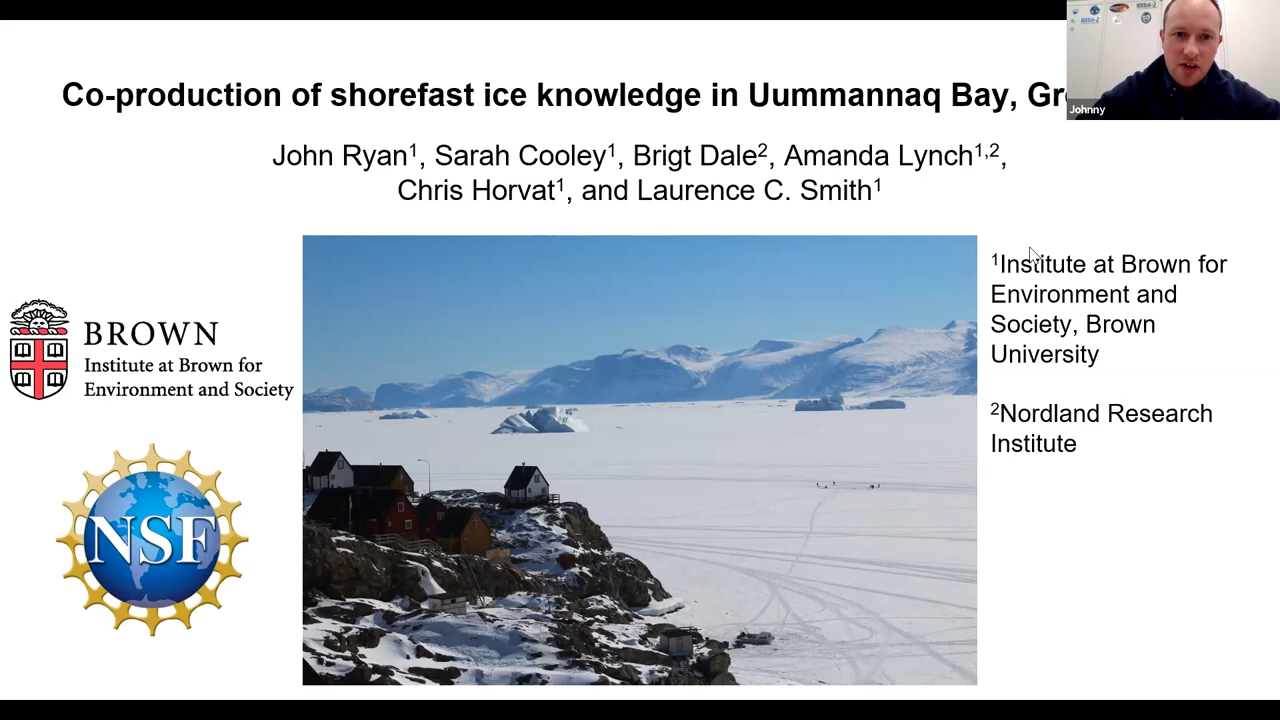 Co-production of shorefast ice knowledge in Uummannaq Bay, Gr
Johnny
John Ryan¹, Sarah Cooley¹, Brigt Dale², Amanda Lynch¹,²,
Chris Horvat¹, and Laurence C. Smith¹
¹Institute at Brown for
Environment and
Society, Brown
University
²Nordland Research
Institute
BROWN
Institute at Brown for
Environment and Society
NSF